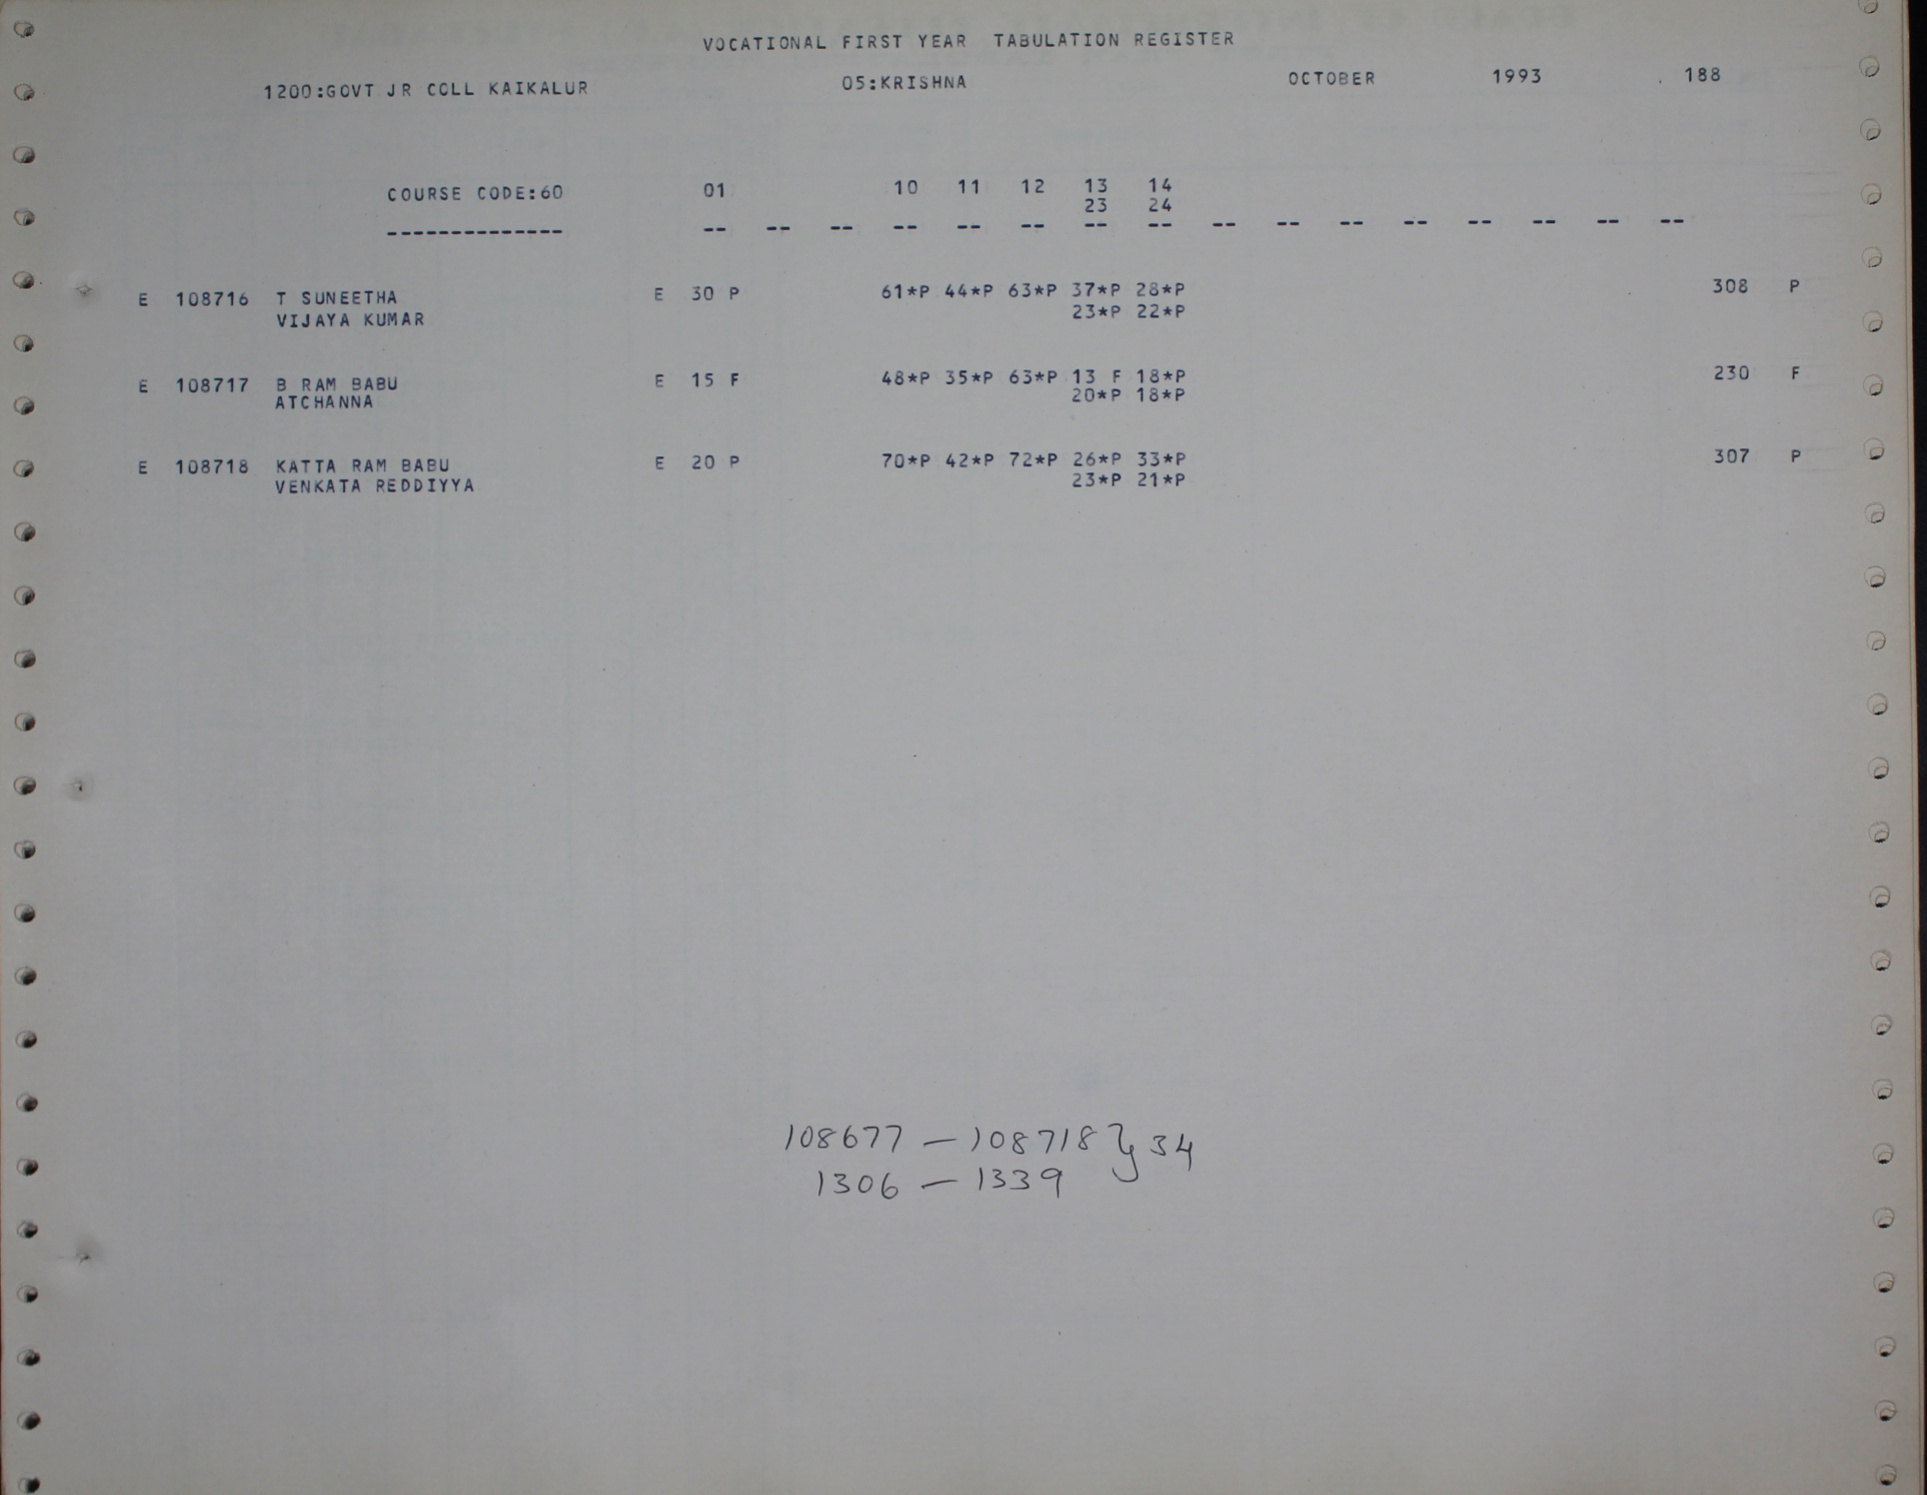 VOCATIONAL FIRST YEAR TABULATION REGISTER
1200:GOVT JR COLL KAIKALUR 05:KRISHNA OCTOBER 1993 188
COURSE CODE:60 01 10 11 12 13 14
23 24
-------------- -- -- -- -- -- -- -- -- -- -- -- -- -- -- -- --
E 108716 T SUNEETHA E 30 P 61*P 44*P 63*P 37*P 28*P 308 P
VIJAYA KUMAR 23*P 22*P
E 108717 B RAM BABU E 15 F 48*P 35*P 63*P 13 F 18*P 230 F
ATCHANNA 20*P 18*P
E 108718 KATTA RAM BABU E 20 P 70*P 42*P 72*P 26*P 33*P 307 P
VENKATA REDDIYYA 23*P 21*P
108677 — 108718 } 34
1306 — 1339